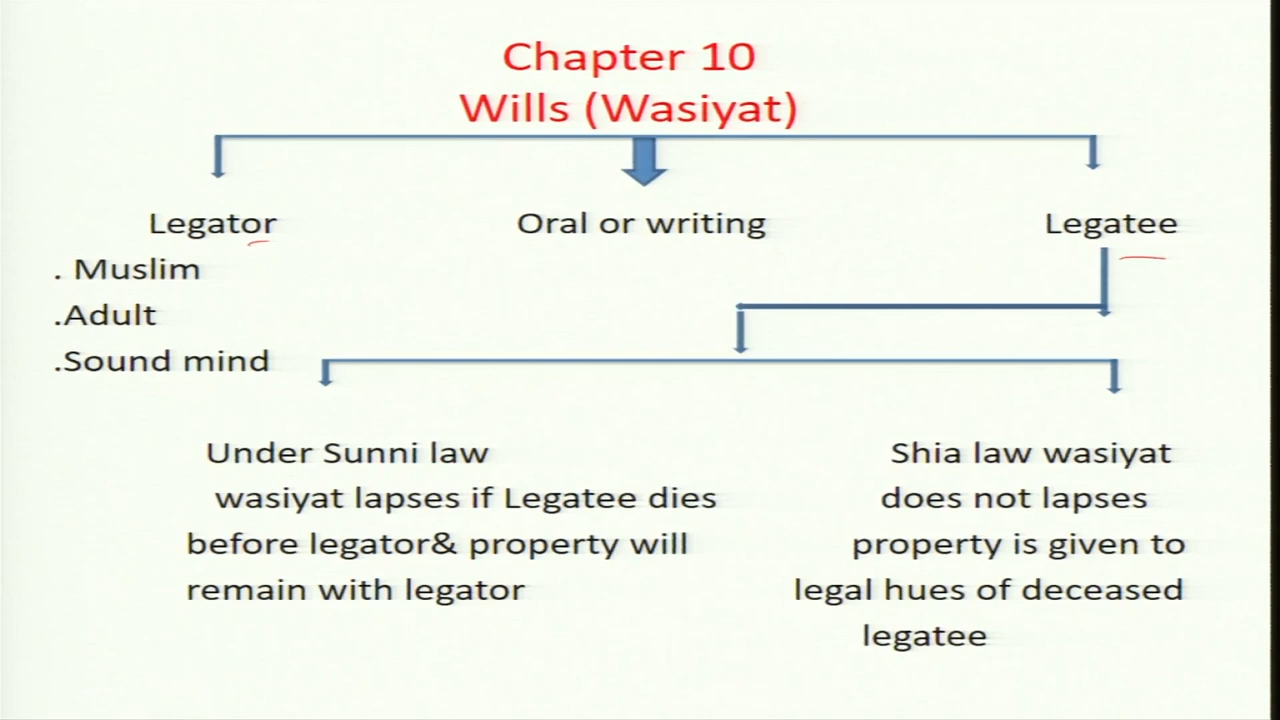 Chapter 10
Wills (Wasiyat)
Legator
Oral or writing
Legatee
. Muslim
.Adult
.Sound mind
Under Sunni law
wasiyat lapses if Legatee dies
before legator& property will
remain with legator
Shia law wasiyat
does not lapses
property is given to
legal hues of deceased
legatee